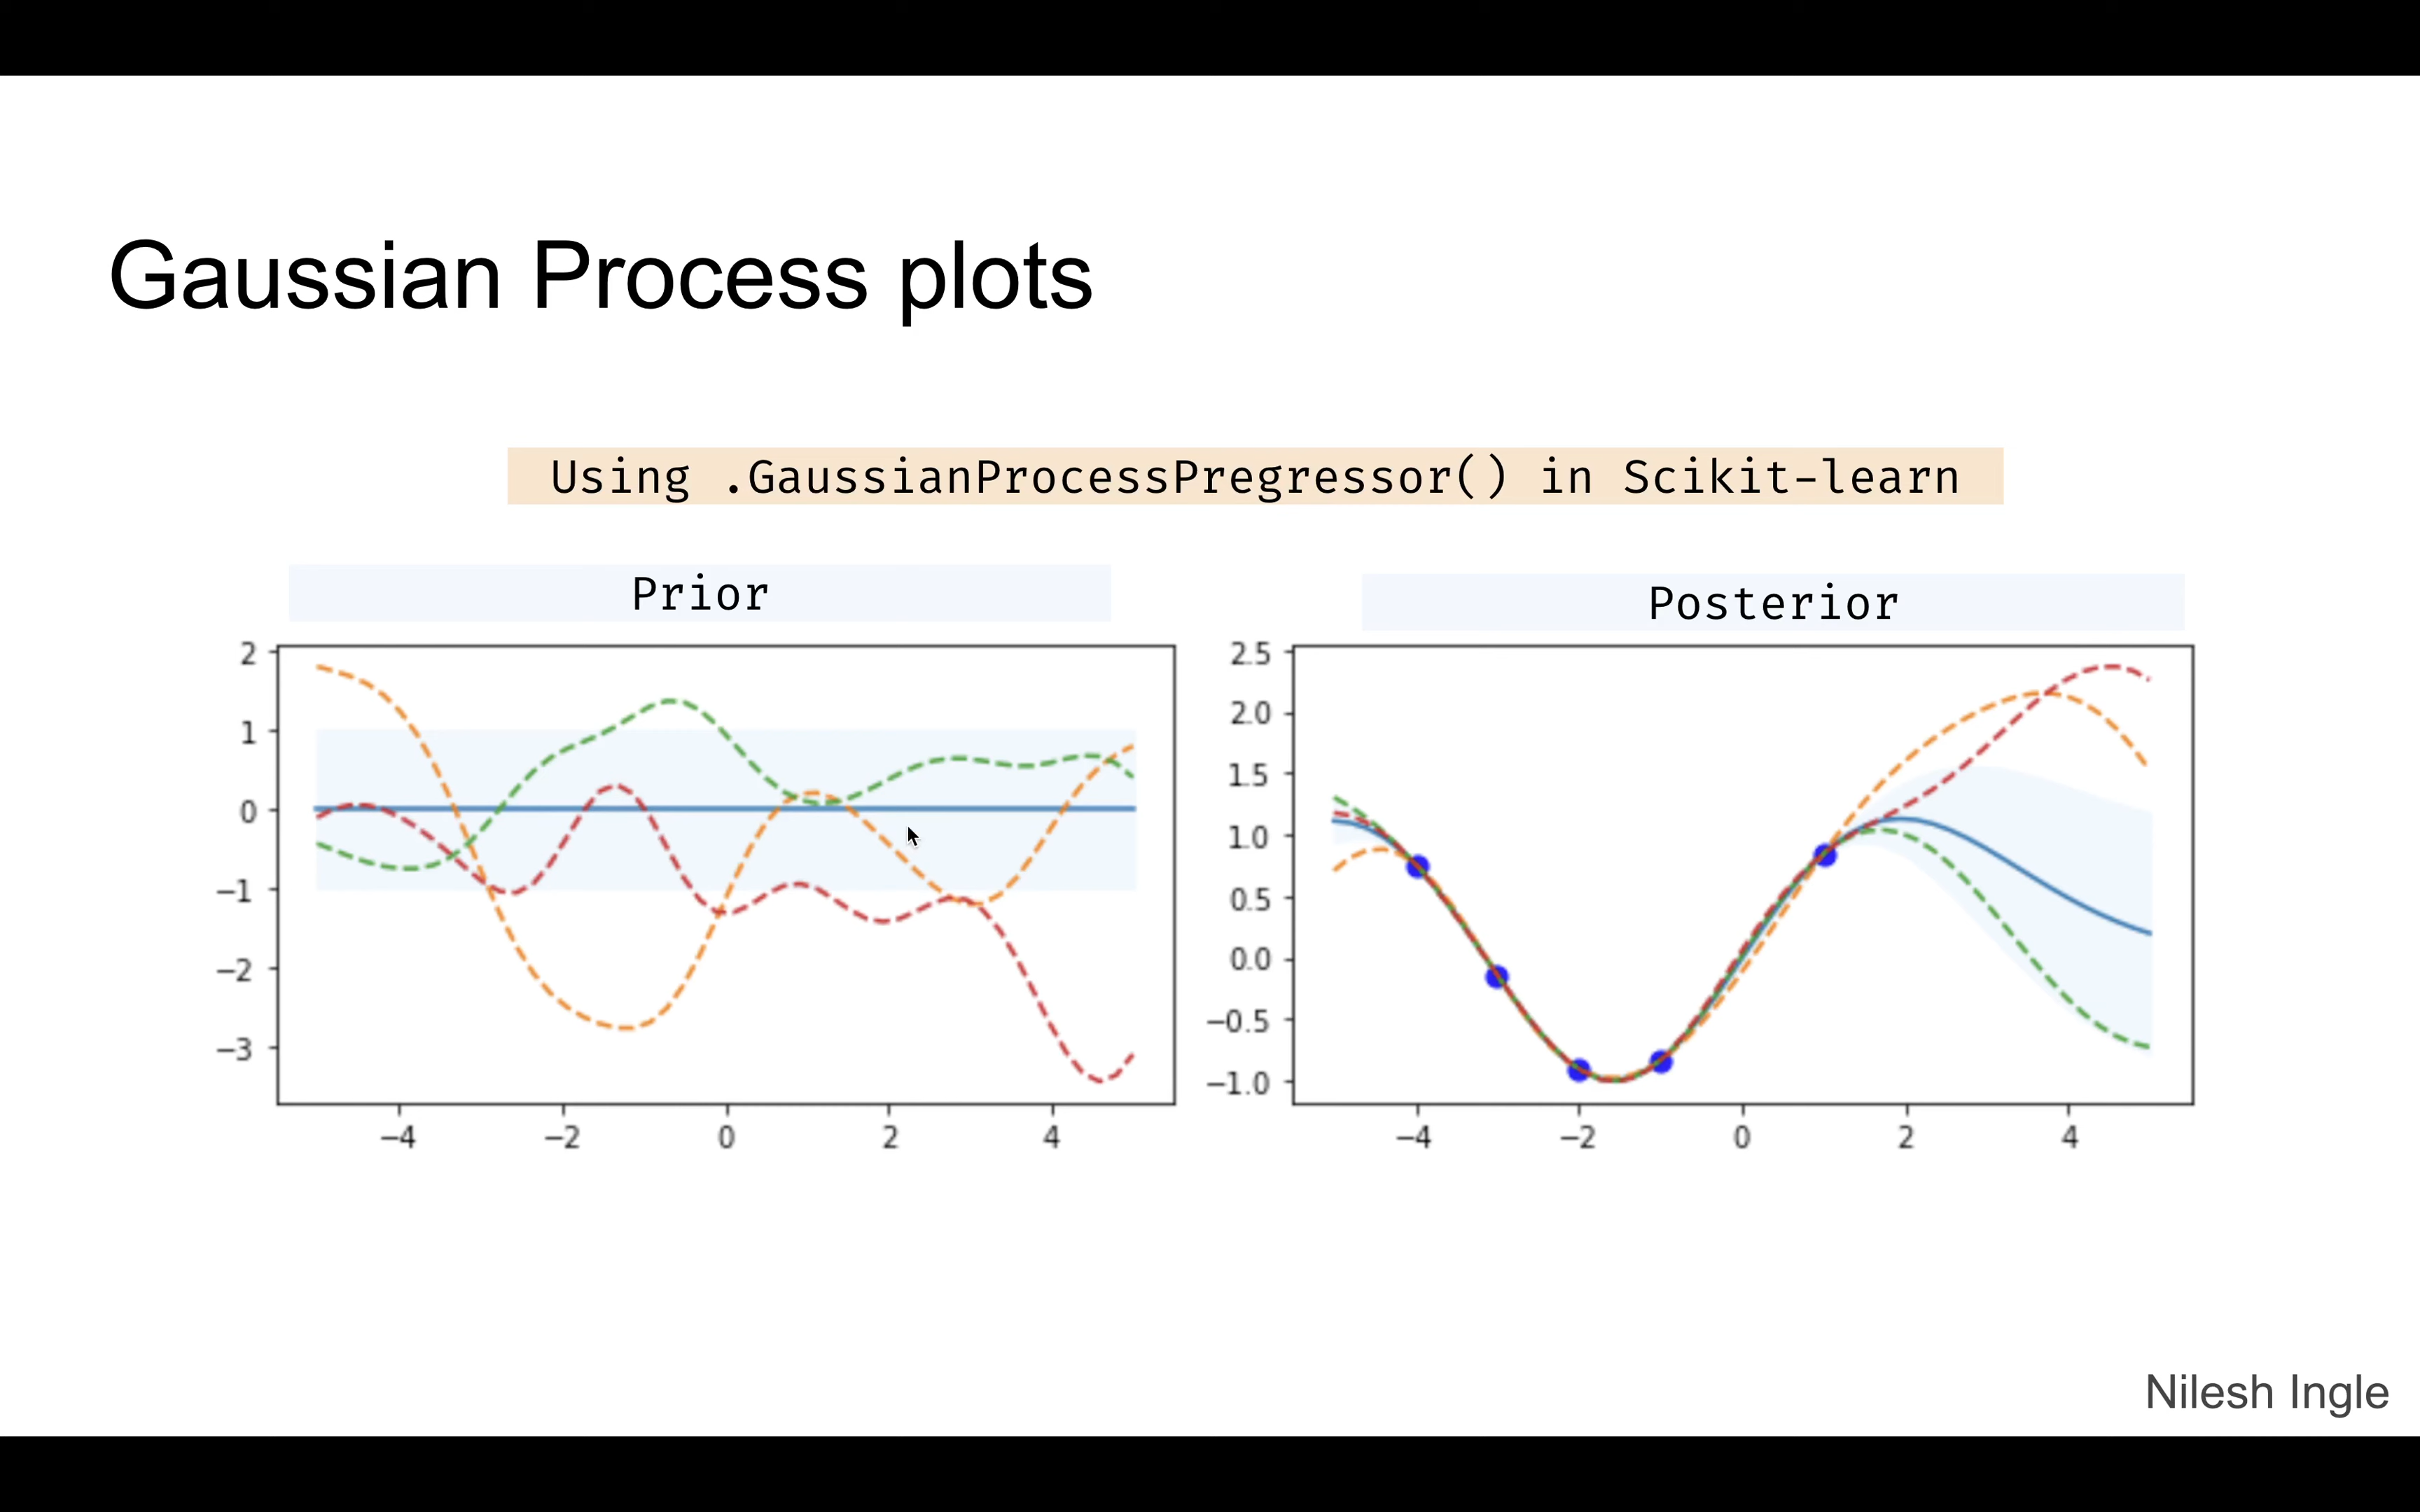 Gaussian Process plots
Using .GaussianProcessPregressor() in Scikit-learn
Prior
Posterior
2
1
0
−1
−2
−3
−4 −2 0 2 4
2.5
2.0
1.5
1.0
0.5
0.0
−0.5
−1.0
−4 −2 0 2 4
Nilesh Ingle